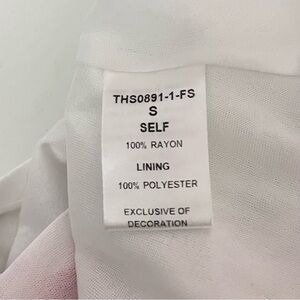 THS0891-1-FS
S
SELF
100% RAYON
LINING
100% POLYESTER
EXCLUSIVE OF
DECORATION